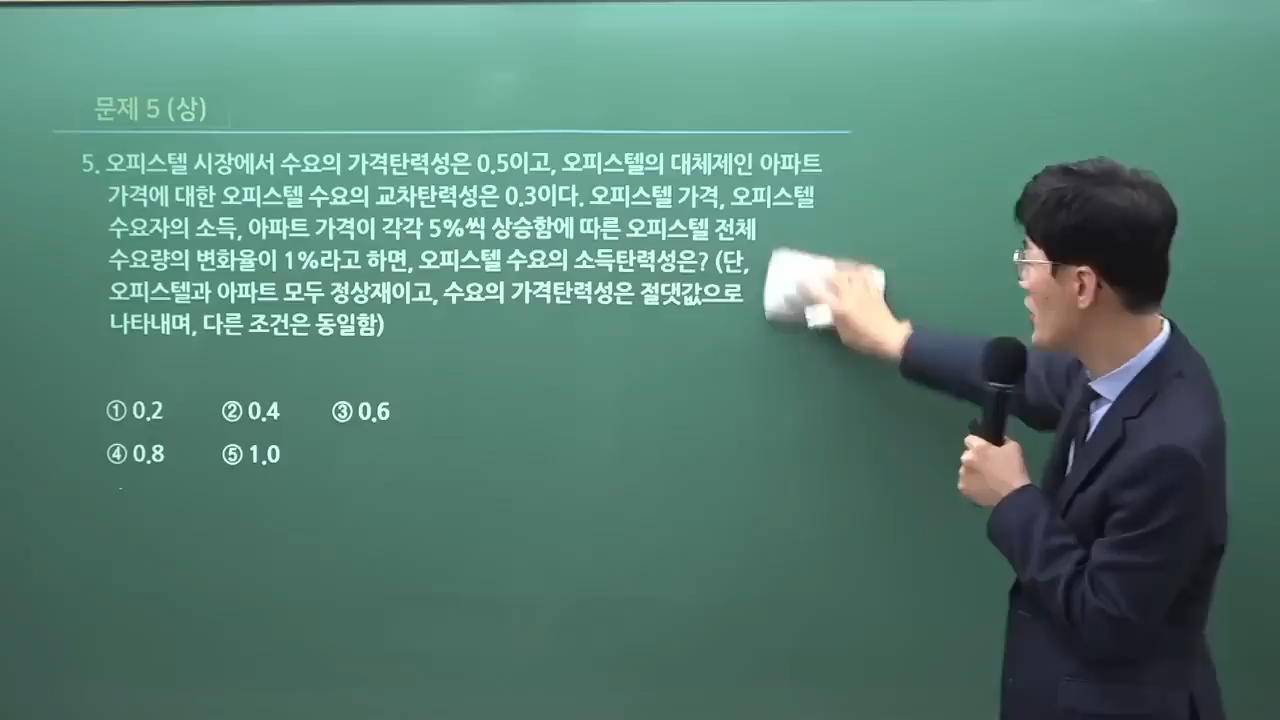 문제 5 (상)
5. 오피스텔 시장에서 수요의 가격탄력성은 0.5이고, 오피스텔의 대체제인 아파트
가격에 대한 오피스텔 수요의 교차탄력성은 0.3이다. 오피스텔 가격, 오피스텔
수요자의 소득, 아파트 가격이 각각 5%씩 상승함에 따른 오피스텔 전체
수요량의 변화율이 1%라고 하면, 오피스텔 수요의 소득탄력성은? (단,
오피스텔과 아파트 모두 정상재이고, 수요의 가격탄력성은 절댓값으로
나타내며, 다른 조건은 동일함)
① 0.2 ② 0.4 ③ 0.6
④ 0.8 ⑤ 1.0